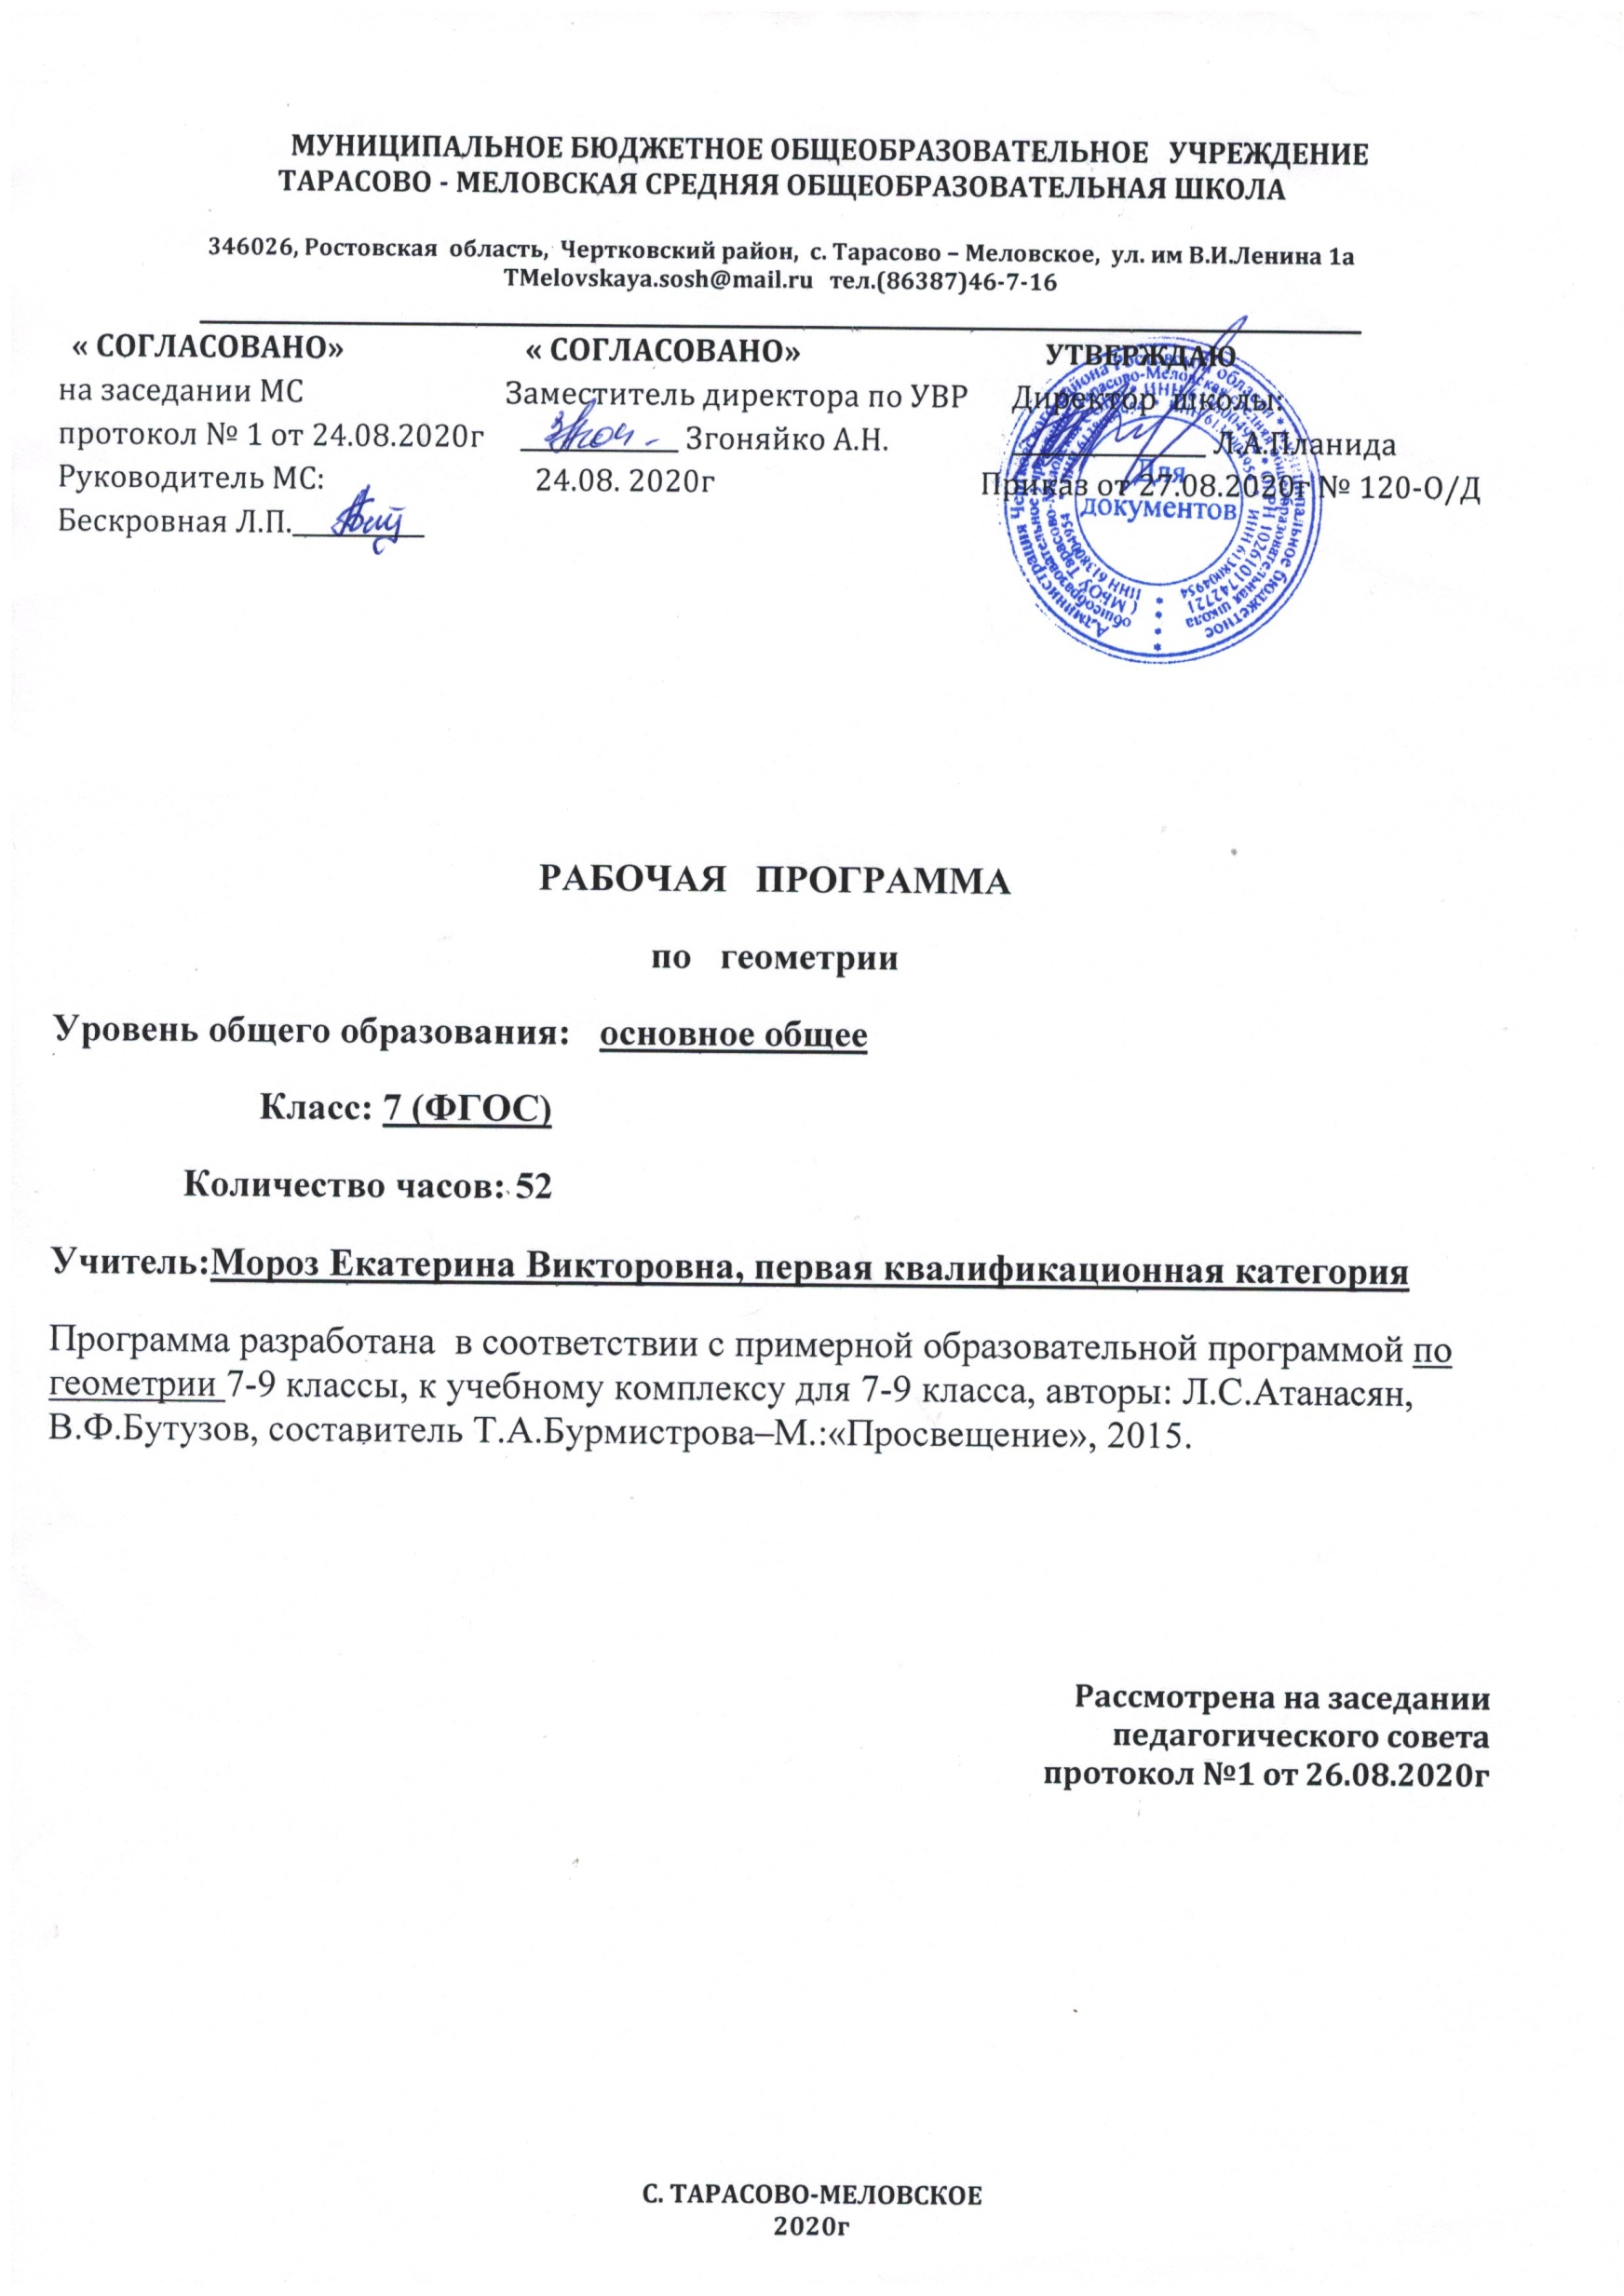 МУНИЦИПАЛЬНОЕ БЮДЖЕТНОЕ ОБЩЕОБРАЗОВАТЕЛЬНОЕ УЧРЕЖДЕНИЕ
ТАРАСОВО - МЕЛОВСКАЯ СРЕДНЯЯ ОБЩЕОБРАЗОВАТЕЛЬНАЯ ШКОЛА
346026, Ростовская область, Чертковский район, с. Тарасово – Меловское, ул. им В.И.Ленина 1а
TMelovskaya.sosh@mail.ru тел.(86387)46-7-16
« СОГЛАСОВАНО»
на заседании МС
протокол № 1 от 24.08.2020г
Руководитель МС:
Бескровная Л.П.
« СОГЛАСОВАНО»
Заместитель директора по УВР
Згоняйко А.Н.
24.08. 2020г
УТВЕРЖДАЮ
Директор школы:
Л.А.Планида
Приказ от 27.08.2020г № 120-О/Д
Для
документов
РАБОЧАЯ ПРОГРАММА
по геометрии
Уровень общего образования: основное общее
Класс: 7 (ФГОС)
Количество часов: 52
Учитель:Мороз Екатерина Викторовна, первая квалификационная категория
Программа разработана в соответствии с примерной образовательной программой по
геометрии 7-9 классы, к учебному комплексу для 7-9 класса, авторы: Л.С.Атанасян,
В.Ф.Бутузов, составитель Т.А.Бурмистрова–М.:«Просвещение», 2015.
Рассмотрена на заседании
педагогического совета
протокол №1 от 26.08.2020г
С. ТАРАСОВО-МЕЛОВСКОЕ
2020г